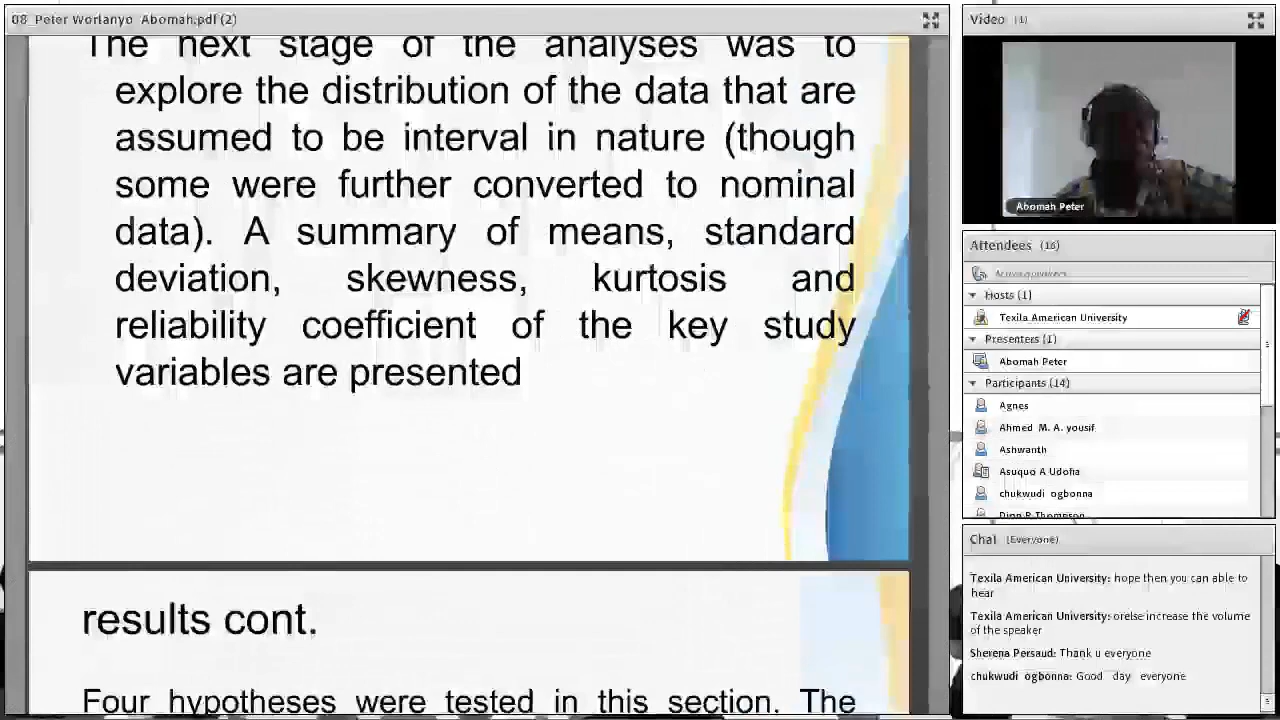 08_Peter Worlanyo Abomah.pdf (2)
The next stage of the analyses was to
explore the distribution of the data that are
assumed to be interval in nature (though
some were further converted to nominal
data). A summary of means, standard
deviation, skewness, kurtosis and
reliability coefficient of the key study
variables are presented
results cont.
Four hypotheses were tested in this section. The
Video (1)
Abomah Peter
Attendees (16)
Active speakers
Hosts (1)
Texila American University
Presenters (1)
Abomah Peter
Participants (14)
Agnes
Ahmed M. A. yousif
Ashwanth
Asuquo A Udofia
chukwudi ogbonna
Dinn R Thompson
Chat (Everyone)
Texila American University: hope then you can able to
hear
Texila American University: orelse increase the volume
of the speaker
Sherena Persaud: Thank u everyone
chukwudi ogbonna: Good day everyone